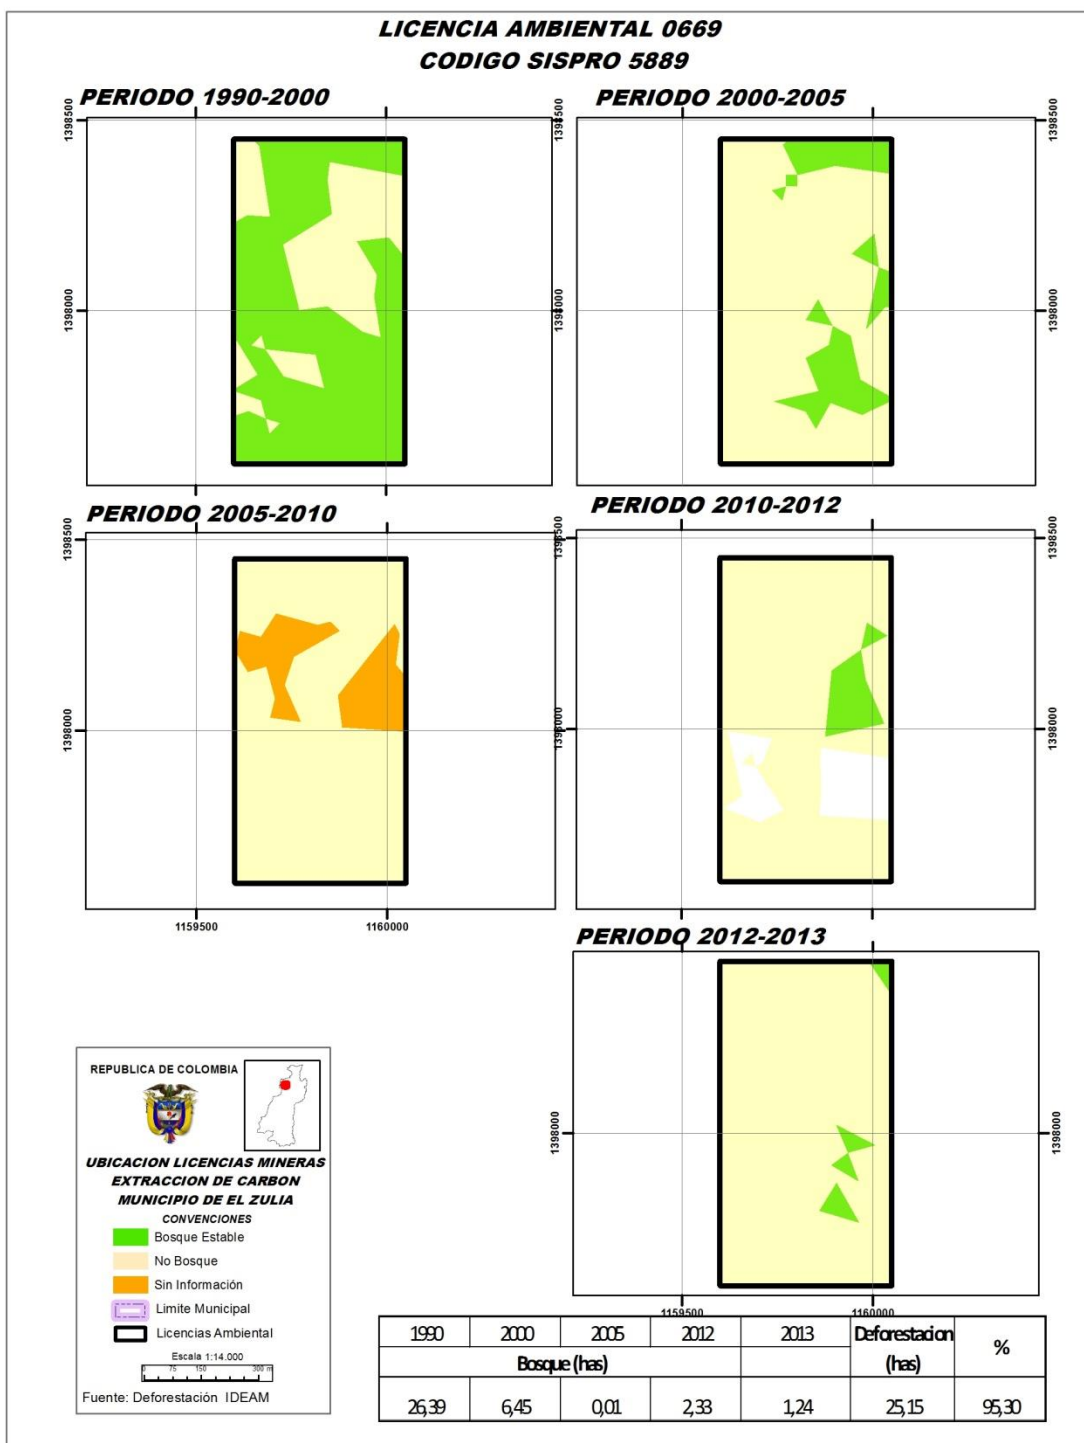 LICENCIA AMBIENTAL 0669
CODIGO SISPRO 5889
PERIODO 1990-2000
PERIODO 2000-2005
1398500
1398500
1398000
1398000
PERIODO 2005-2010
PERIODO 2010-2012
1398500
1398500
1398500
1398000
1398000
1398000
1159500
1160000
PERIODO 2012-2013
1398000
1398000
1159500
1160000
REPUBLICA DE COLOMBIA
UBICACION LICENCIAS MINERAS
EXTRACCION DE CARBON
MUNICIPIO DE EL ZULIA
CONVENCIONES
Bosque Estable
No Bosque
Sin Información
Limite Municipal
Licencias Ambiental
Escala 1:14.000
0 75 150 300 m
Fuente: Deforestación IDEAM
1990 2000 2005 2012 2013 Deforestacion (has) %
Bosque (has)
26,39 6,45 0,01 2,33 1,24 25,15 95,30